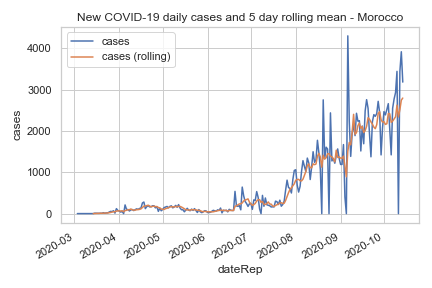 New COVID-19 daily cases and 5 day rolling mean - Morocco
cases
cases (rolling)
cases
4000
3000
2000
1000
0
2020-03
2020-04
2020-05
2020-06
2020-07
2020-08
2020-09
2020-10
dateRep